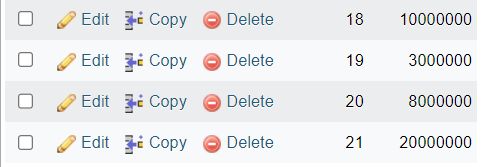 Edit Copy Delete 18 10000000
Edit Copy Delete 19 3000000
Edit Copy Delete 20 8000000
Edit Copy Delete 21 20000000